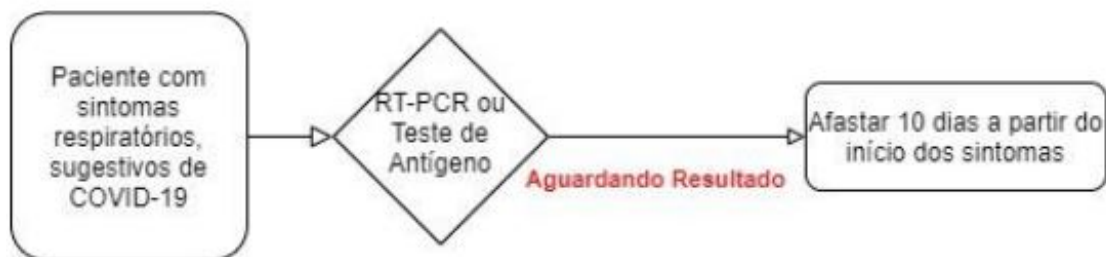 Paciente com
sintomas
respiratórios,
sugestivos de
COVID-19
RT-PCR ou
Teste de
Antígeno
Aguardando Resultado
Afastar 10 dias a partir do
início dos sintomas